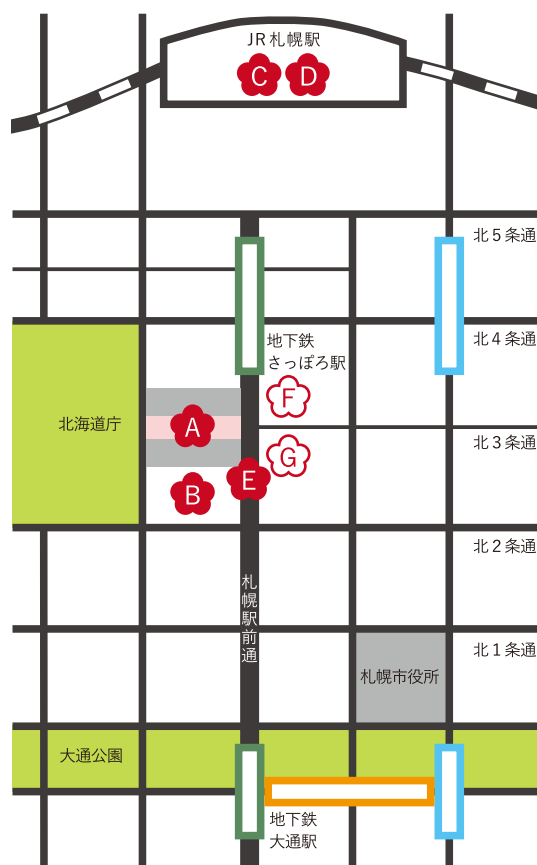 JR札幌駅
C D
北5条通
北4条通
地下鉄
さっぽろ駅
F
北海道庁
A
北3条通
G
E
B
北2条通
札幌駅前通
北1条通
札幌市役所
大通公園
地下鉄
大通駅